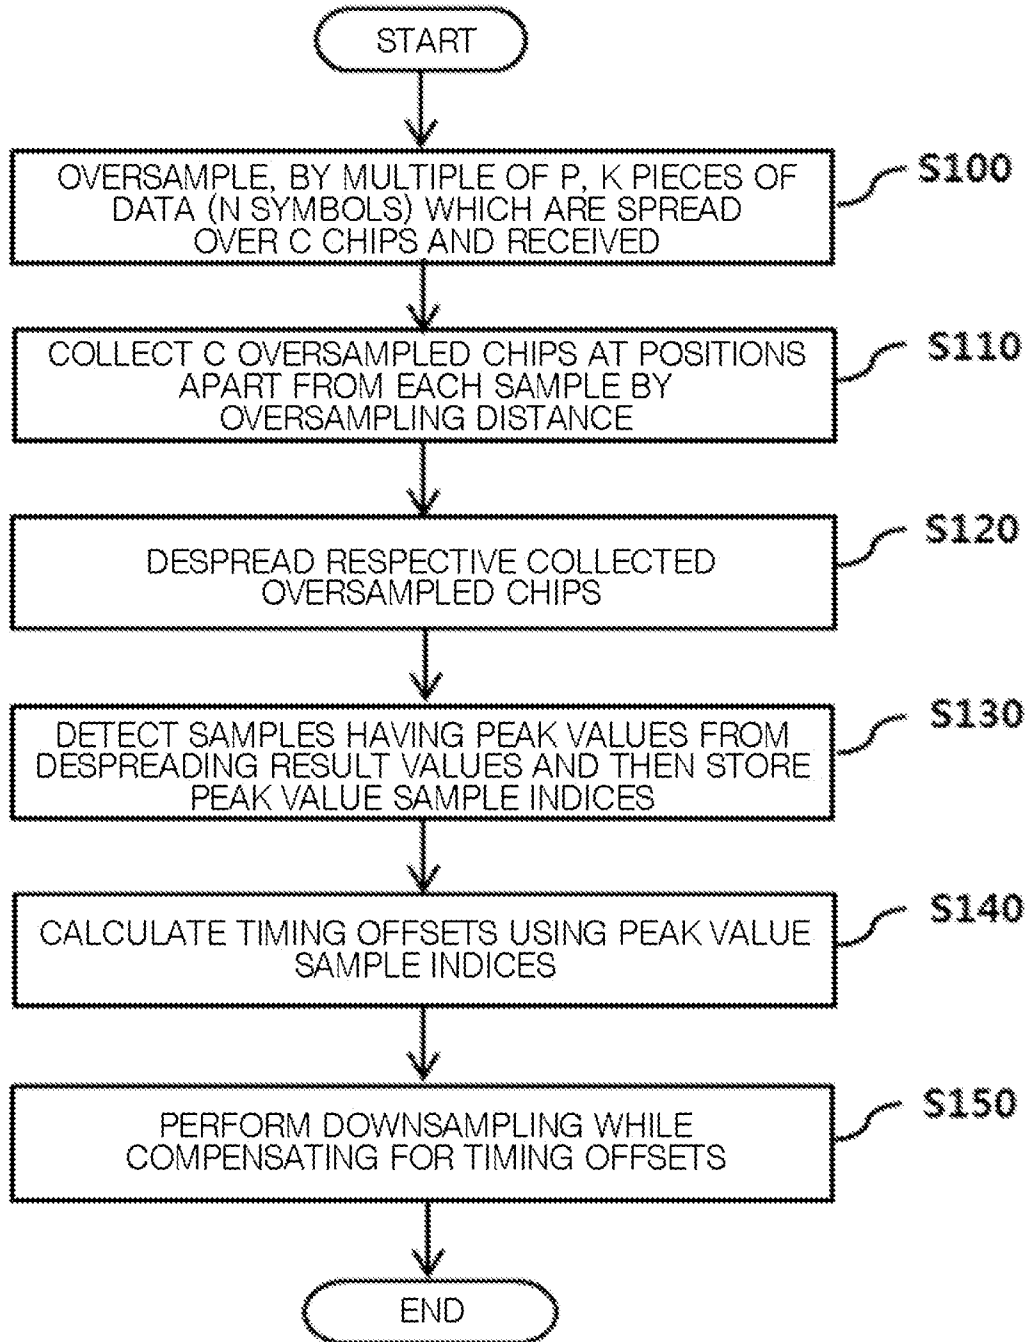 START
OVERSAMPLE, BY MULTIPLE OF P, K PIECES OF
DATA (N SYMBOLS) WHICH ARE SPREAD
OVER C CHIPS AND RECEIVED
S100
COLLECT C OVERSAMPLED CHIPS AT POSITIONS
APART FROM EACH SAMPLE BY
OVERSAMPLING DISTANCE
S110
DESPREAD RESPECTIVE COLLECTED
OVERSAMPLED CHIPS
S120
DETECT SAMPLES HAVING PEAK VALUES FROM
DESPREADING RESULT VALUES AND THEN STORE
PEAK VALUE SAMPLE INDICES
S130
CALCULATE TIMING OFFSETS USING PEAK VALUE
SAMPLE INDICES
S140
PERFORM DOWNSAMPLING WHILE
COMPENSATING FOR TIMING OFFSETS
S150
END